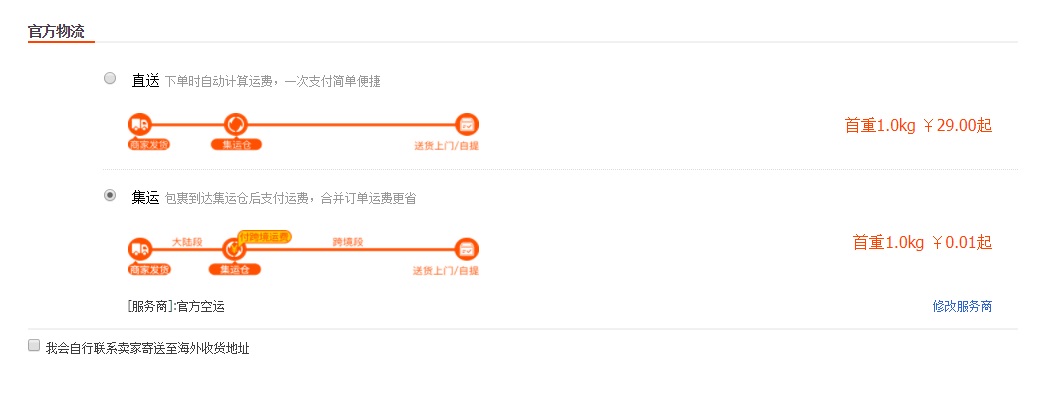 官方物流
直送 下单时自动计算运费，一次支付简单便捷
商家发货 集运仓 送货上门/自提
首重1.0kg ￥29.00起
集运 包裹到达集运仓后支付运费，合并订单运费更省
大陆段 付跨境运费 跨境段
商家发货 集运仓 送货上门/自提
首重1.0kg ￥0.01起
[服务商]:官方空运 修改服务商
我会自行联系卖家寄送至海外收货地址